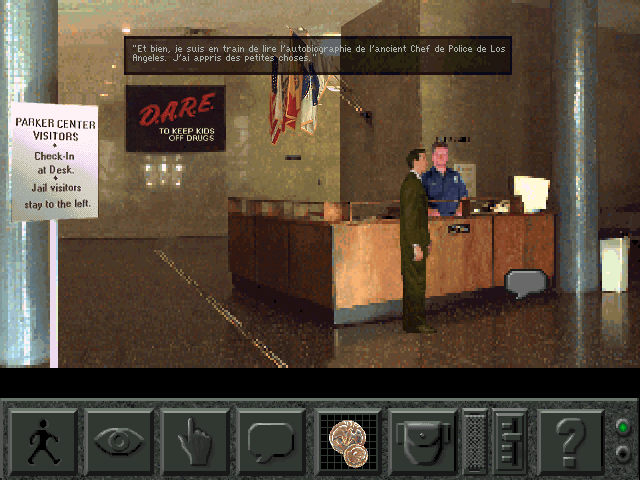 "Et bien, je suis en train de lire l'autobiographie de l'ancient Chef de Police de Los
Angeles. J'ai appris des petites choses."
D.A.R.E.
TO KEEP KIDS
OFF DRUGS
PARKER CENTER
VISITORS
Check-In
at Desk.
Jail visitors
stay to the left.